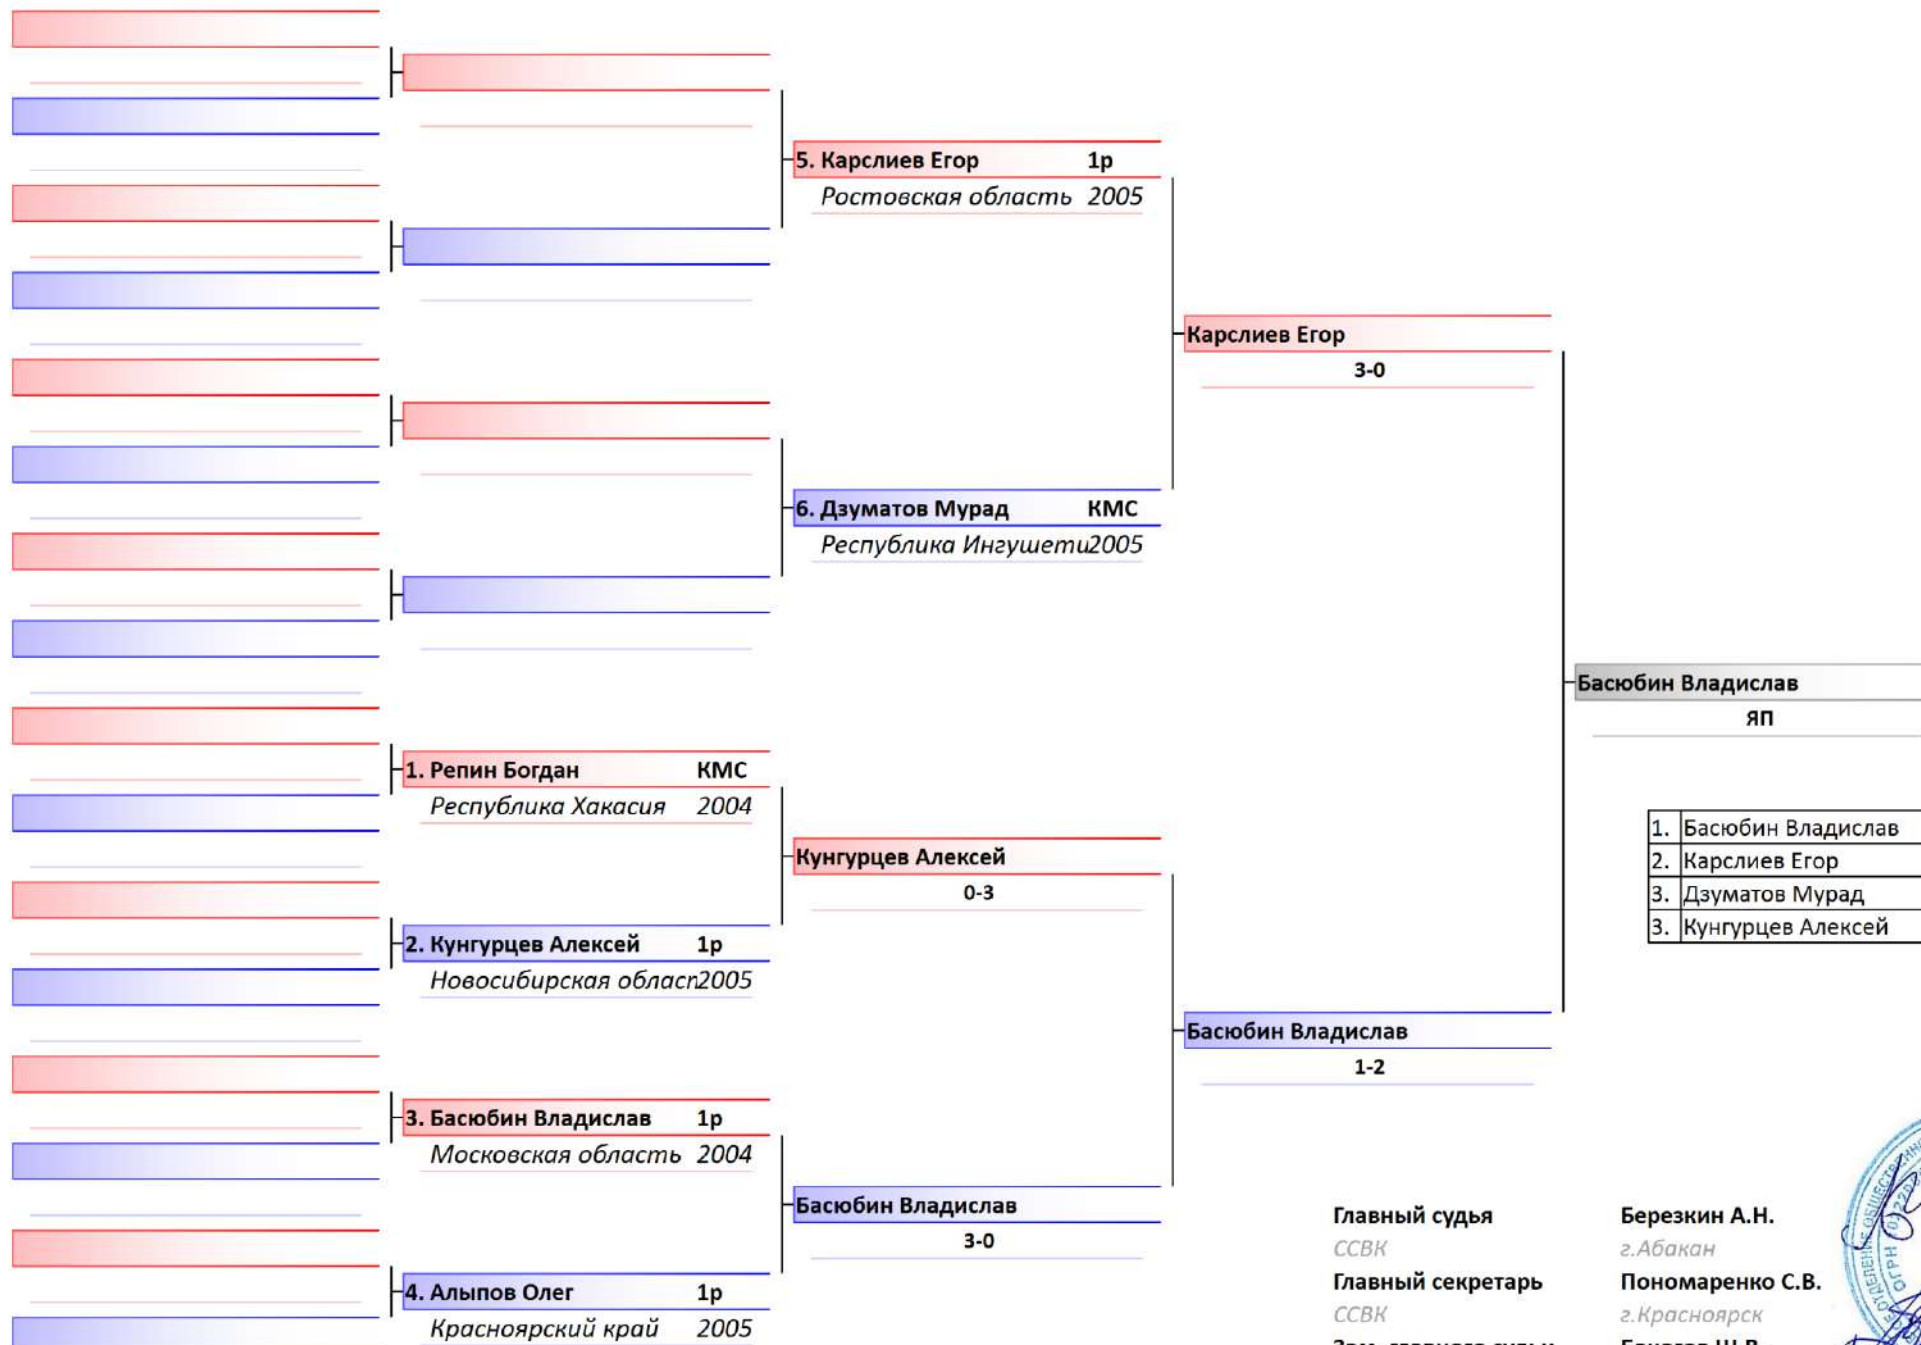 5. Карслиев Егор 1р
Ростовская область 2005
Карслиев Егор
3-0
6. Дзуматов Мурад КМС
Республика Ингушети2005
Басюбин Владислав
ЯП
1. Репин Богдан КМС
Республика Хакасия 2004
1. Басюбин Владислав
2. Карслиев Егор
3. Дзуматов Мурад
3. Кунгурцев Алексей
Кунгурцев Алексей
0-3
2. Кунгурцев Алексей 1р
Новосибирская област2005
Басюбин Владислав
1-2
3. Басюбин Владислав 1р
Московская область 2004
Басюбин Владислав
3-0
4. Алыпов Олег 1р
Красноярский край 2005
Главный судья Березкин А.Н.
ССВК г.Абакан
Главный секретарь Пономаренко С.В.
ССВК г.Красноярск
ОТДЕЛЕНИЕ
ОГРН